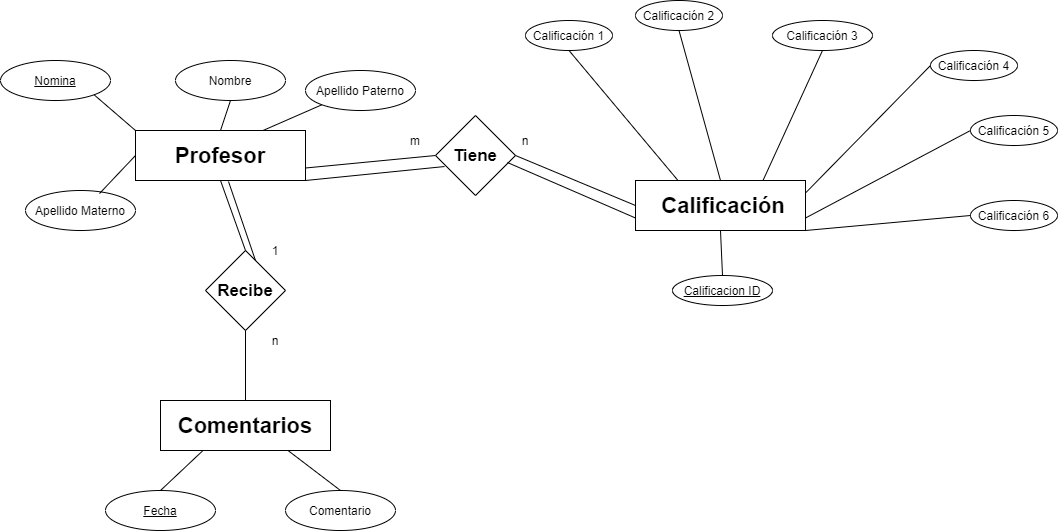 Calificación 1
Calificación 2
Calificación 3
Calificación 4
Calificación 5
Calificación 6
Nomina
Nombre
Apellido Paterno
Profesor
m
Tiene
n
Apellido Materno
Calificación
1
Recibe
n
Calificacion ID
Comentarios
Fecha
Comentario